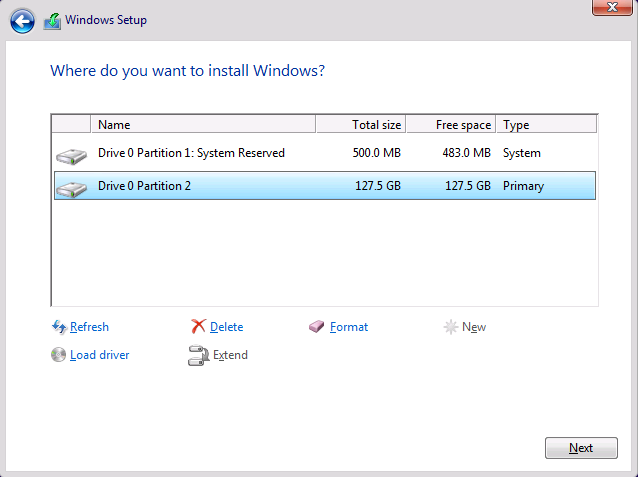 Windows Setup
Where do you want to install Windows?
Name Total size Free space Type
Drive 0 Partition 1: System Reserved 500.0 MB 483.0 MB System
Drive 0 Partition 2 127.5 GB 127.5 GB Primary
Refresh Delete Format New
Load driver Extend
Next